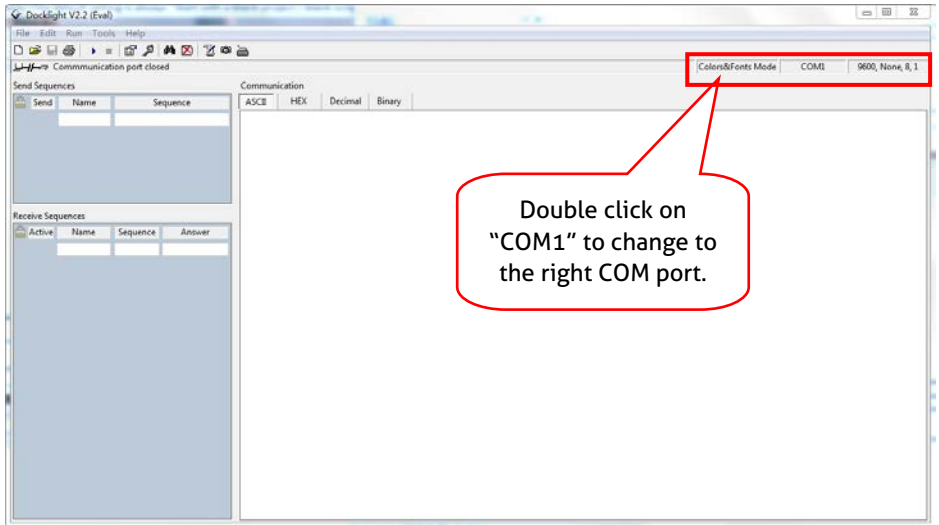 Docklight V2.2 (Eval)
File Edit Run Tools Help
Commmunication port closed
Colors&Fonts Mode COM1 9600, None, 8, 1
Send Sequences
Send Name Sequence
Communication
ASCII HEX Decimal Binary
Double click on
“COM1” to change to
the right COM port.
Receive Sequences
Active Name Sequence Answer